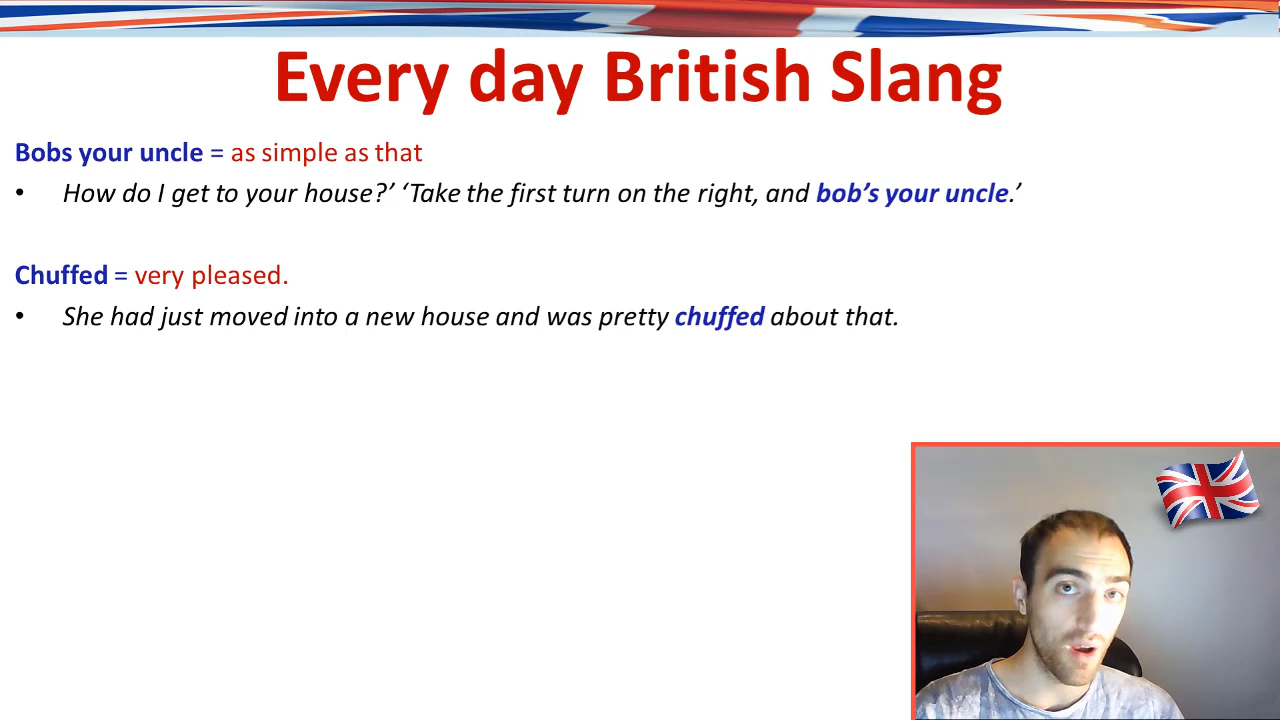 Every day British Slang
Bobs your uncle = as simple as that
• How do I get to your house?’ ‘Take the first turn on the right, and bob’s your uncle.’
Chuffed = very pleased.
• She had just moved into a new house and was pretty chuffed about that.